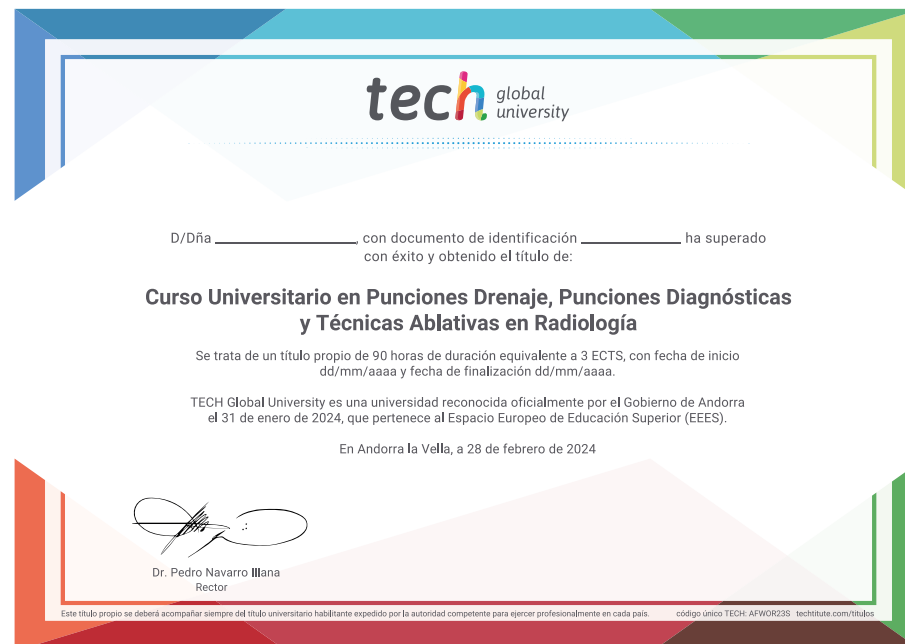 tech global
university
D/Dña ____________, con documento de identificación ____________ ha superado
con éxito y obtenido el título de:
Curso Universitario en Punciones Drenaje, Punciones Diagnósticas
y Técnicas Ablativas en Radiología
Se trata de un título propio de 90 horas de duración equivalente a 3 ECTS, con fecha de inicio
dd/mm/aaaa y fecha de finalización dd/mm/aaaa.
TECH Global University es una universidad reconocida oficialmente por el Gobierno de Andorra
el 31 de enero de 2024, que pertenece al Espacio Europeo de Educación Superior (EEES).
En Andorra la Vella, a 28 de febrero de 2024
Dr. Pedro Navarro Illana
Rector
Este título propio se deberá acompañar siempre del título universitario habilitante expedido por la autoridad competente para ejercer profesionalmente en cada país. código único TECH: AFWOR23S techtitute.com/titulos